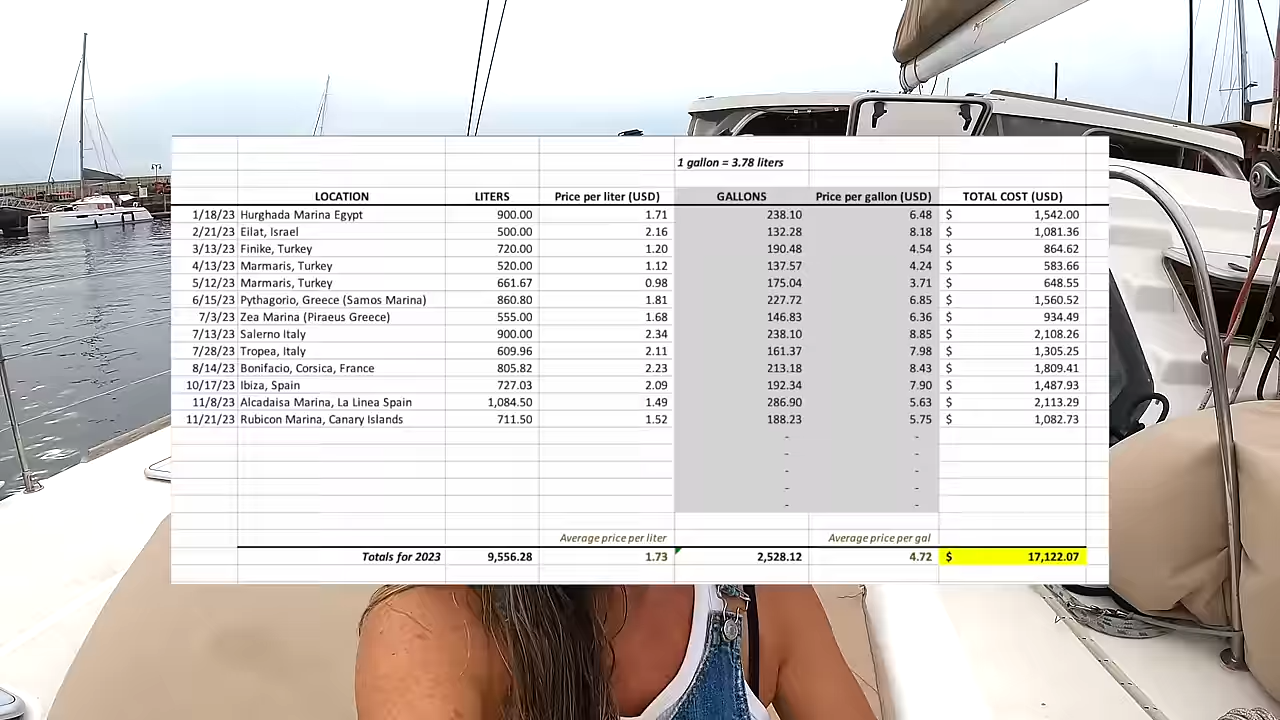 1 gallon = 3.78 liters
LOCATION LITERS Price per liter (USD) GALLONS Price per gallon (USD) TOTAL COST (USD)
1/18/23 Hurghada Marina Egypt 900.00 1.71 238.10 6.48 $ 1,542.00
2/21/23 Eilat, Israel 500.00 2.16 132.28 8.18 $ 1,081.36
3/13/23 Finike, Turkey 720.00 1.20 190.48 4.54 $ 864.62
4/13/23 Marmaris, Turkey 520.00 1.12 137.57 4.24 $ 583.66
5/12/23 Marmaris, Turkey 661.67 0.98 175.04 3.71 $ 648.55
6/15/23 Pythagorio, Greece (Samos Marina) 860.80 1.81 227.72 6.85 $ 1,560.52
7/3/23 Zea Marina (Piraeus Greece) 555.00 1.68 146.83 6.36 $ 934.49
7/13/23 Salerno Italy 900.00 2.34 238.10 8.85 $ 2,108.26
7/28/23 Tropea, Italy 609.96 2.11 161.37 7.98 $ 1,305.25
8/14/23 Bonifacio, Corsica, France 805.82 2.23 213.18 8.43 $ 1,809.41
10/17/23 Ibiza, Spain 727.03 2.09 192.34 7.90 $ 1,487.93
11/8/23 Alcadaisa Marina, La Linea Spain 1,084.50 1.49 286.90 5.63 $ 2,113.29
11/21/23 Rubicon Marina, Canary Islands 711.50 1.52 188.23 5.75 $ 1,082.73
- -
- -
- -
- -
- -
Average price per liter Average price per gal
Totals for 2023 9,556.28 1.73 2,528.12 4.72 $ 17,122.07